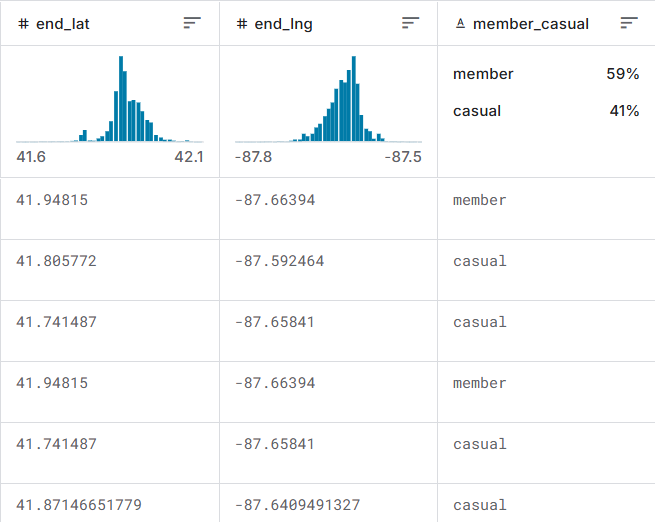 # end_lat # end_lng A member_casual
member 59%
casual 41%
41.6 42.1 -87.8 -87.5
41.94815 -87.66394 member
41.805772 -87.592464 casual
41.741487 -87.65841 casual
41.94815 -87.66394 member
41.741487 -87.65841 casual
41.87146651779 -87.6409491327 casual